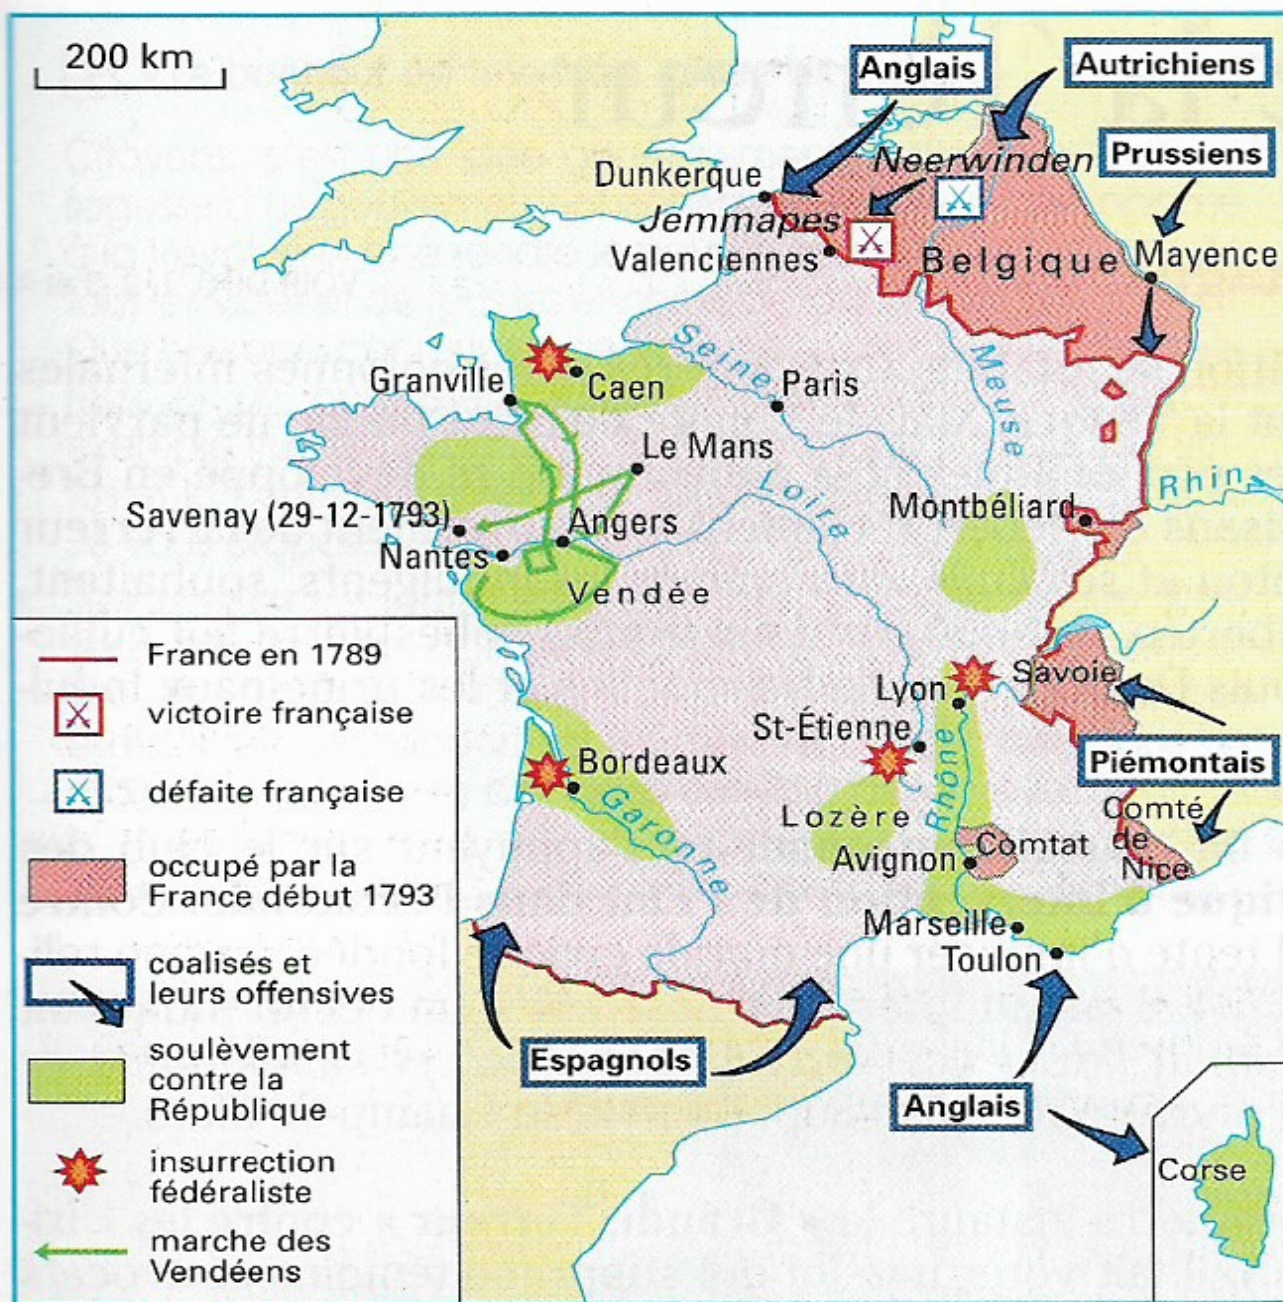 200 km
Anglais
Autrichiens
Dunkerque
Neerwinden
Prussiens
Jemmapes
Valenciennes
Belgique
Mayence
Seine
Meuse
Granville
Caen
Paris
Le Mans
Loire
Rhin
Savenay (29-12-1793)
Angers
Montbéliard
Nantes
Vendée
Lyon
Savoie
St-Étienne
Rhône
Piémontais
Bordeaux
Garonne
Lozère
Comtat
Avignon
Comté
de
Nice
Marseille
Toulon
Espagnols
Anglais
Corse
France en 1789
victoire française
défaite française
occupé par la
France début 1793
coalisés et
leurs offensives
soulèvement
contre la
République
insurrection
fédéraliste
marche des
Vendéens